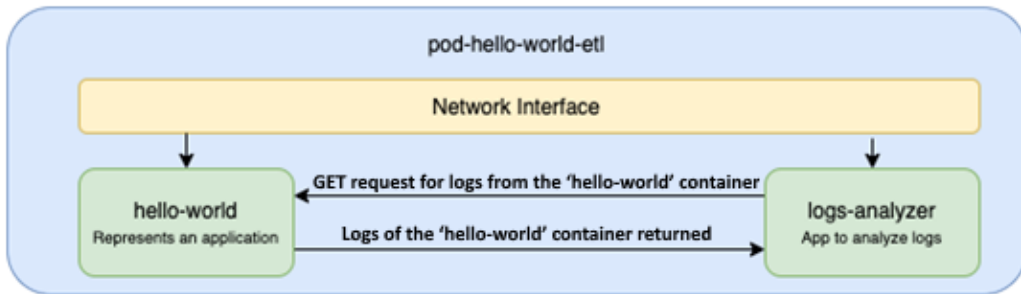 pod-hello-world-etl
Network Interface
GET request for logs from the ‘hello-world’ container
hello-world
Represents an application
Logs of the ‘hello-world’ container returned
logs-analyzer
App to analyze logs